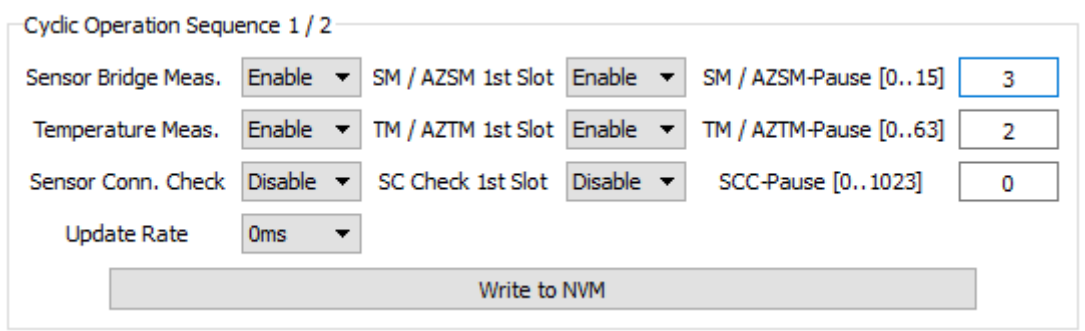 Cyclic Operation Sequence 1 / 2
Sensor Bridge Meas. Enable SM / AZSM 1st Slot Enable SM / AZSM-Pause [0..15] 3
Temperature Meas. Enable TM / AZTM 1st Slot Enable TM / AZTM-Pause [0..63] 2
Sensor Conn. Check Disable SC Check 1st Slot Disable SCC-Pause [0..1023] 0
Update Rate 0ms
Write to NVM